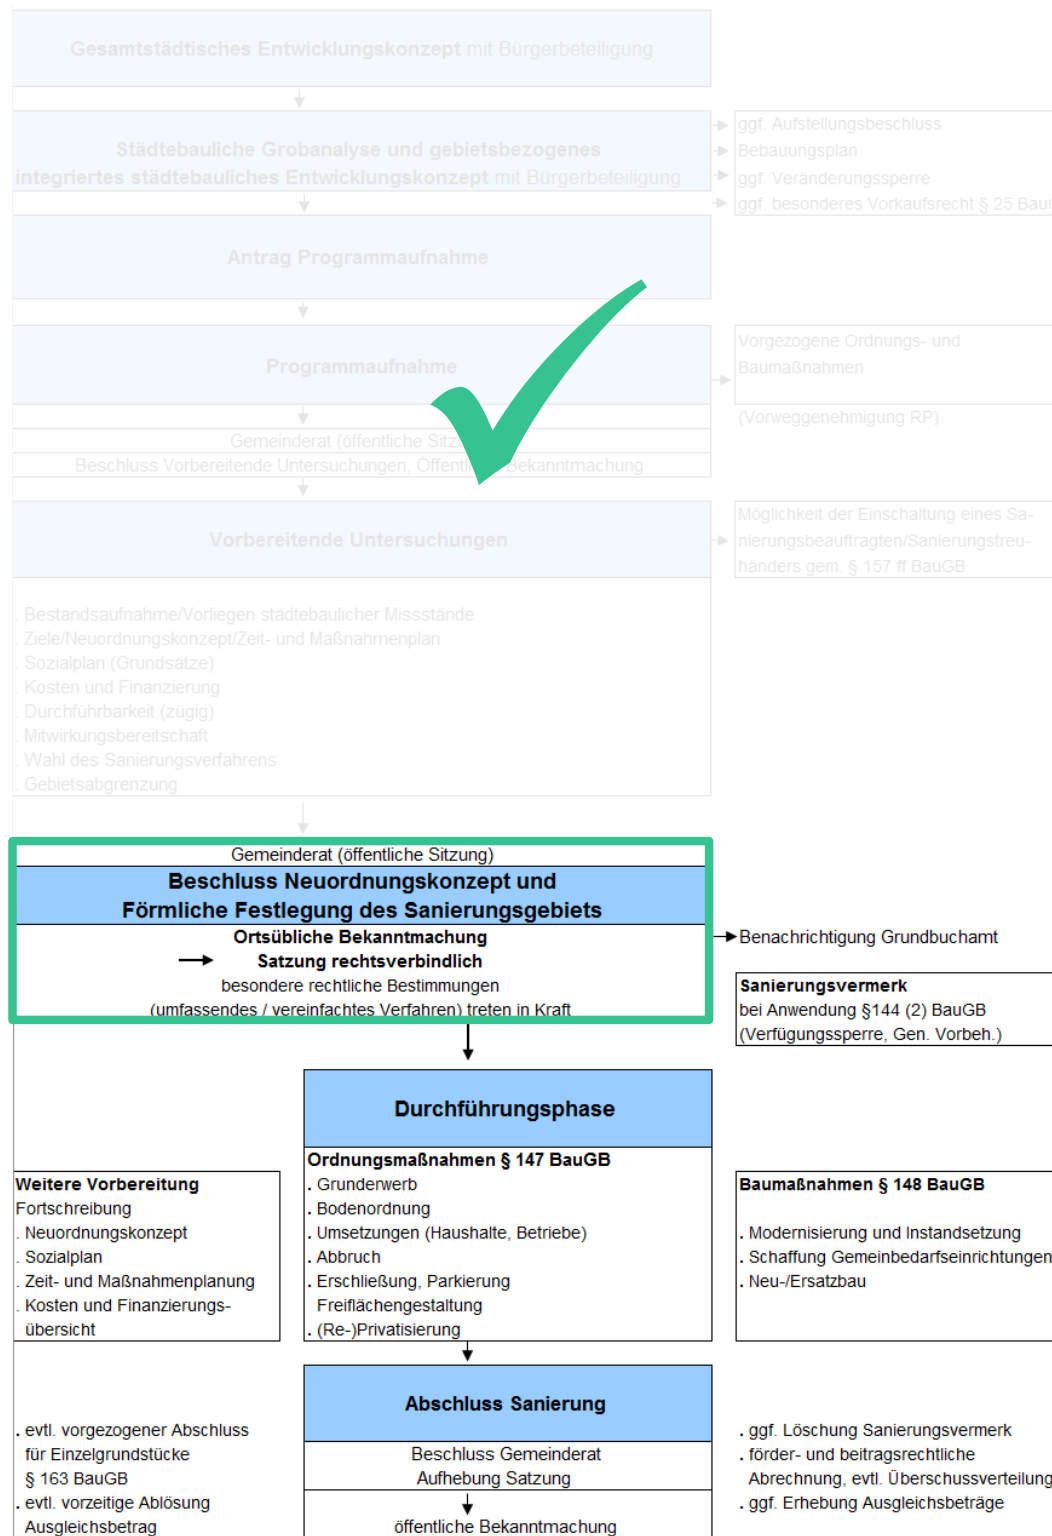 Gesamtstädtisches Entwicklungskonzept mit Bürgerbeteiligung
Städtebauliche Grobanalyse und gebietsbezogenes
integriertes städtebauliches Entwicklungskonzept mit Bürgerbeteiligung
ggf. Aufstellungsbeschluss
Bebauungsplan
ggf. Veränderungssperre
ggf. besonderes Vorkaufsrecht § 25
Antrag Programmaufnahme
Programmaufnahme
Vorgezogene Ordnungs- und
Baumaßnahmen
(Vorweggenehmigung RP)
Gemeinderat (öffentliche
Beschluss Vorbereitende Untersuchungen, Bekanntmachung
Vorbereitende Untersuchungen
Möglichkeit der Einschaltung eines Sa-
nierungsbeauftragten/Sanierungstreu-
händers gem. § 157 ff BauGB
. Bestandsaufnahme/Vorliegen städtebaulicher Missstände
. Ziele/Neuordnungskonzept/Zeit- und Maßnahmenplan
. Sozialplan (Grundsätze)
. Kosten und Finanzierung
. Durchführbarkeit (zügig)
. Mitwirkungsbereitschaft
. Wahl des Sanierungsverfahrens
. Gebietsabgrenzung
Gemeinderat (öffentliche Sitzung)
Beschluss Neuordnungskonzept und
Förmliche Festlegung des Sanierungsgebiets
Ortsübliche Bekanntmachung
Satzung rechtsverbindlich
besondere rechtliche Bestimmungen
(umfassendes / vereinfachtes Verfahren) treten in Kraft
Benachrichtigung Grundbuchamt
Sanierungsvermerk
bei Anwendung §144 (2) BauGB
(Verfügungssperre, Gen. Vorbeh.)
Durchführungsphase
Weitere Vorbereitung
Fortschreibung
. Neuordnungskonzept
. Sozialplan
. Zeit- und Maßnahmenplanung
. Kosten und Finanzierungs-
übersicht
Ordnungsmaßnahmen § 147 BauGB
. Grunderwerb
. Bodenordnung
. Umsetzungen (Haushalte, Betriebe)
. Abbruch
. Erschließung, Parkierung
Freiflächengestaltung
. (Re-)Privatisierung
Baumaßnahmen § 148 BauGB
. Modernisierung und Instandsetzung
. Schaffung Gemeinbedarfseinrichtungen
. Neu-/Ersatzbau
Abschluss Sanierung
. evtl. vorgezogener Abschluss
für Einzelgrundstücke
§ 163 BauGB
. evtl. vorzeitige Ablösung
Ausgleichsbetrag
Beschluss Gemeinderat
Aufhebung Satzung
öffentliche Bekanntmachung
. ggf. Löschung Sanierungsvermerk
. förder- und beitragsrechtliche
Abrechnung, evtl. Überschussverteilung
. ggf. Erhebung Ausgleichsbeträge